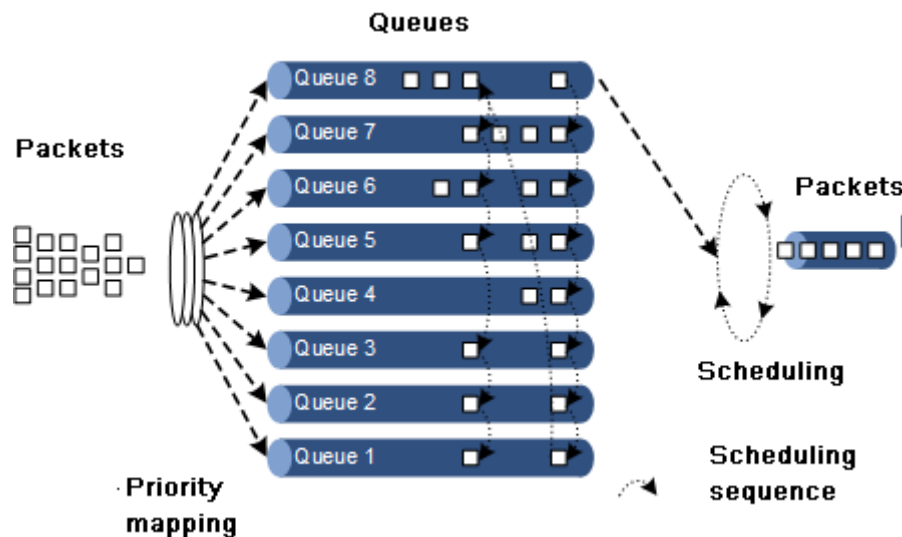 Queues
Packets
Queue 8
Queue 7
Queue 6
Queue 5
Queue 4
Queue 3
Queue 2
Queue 1
Priority
mapping
Packets
Scheduling
Scheduling
sequence